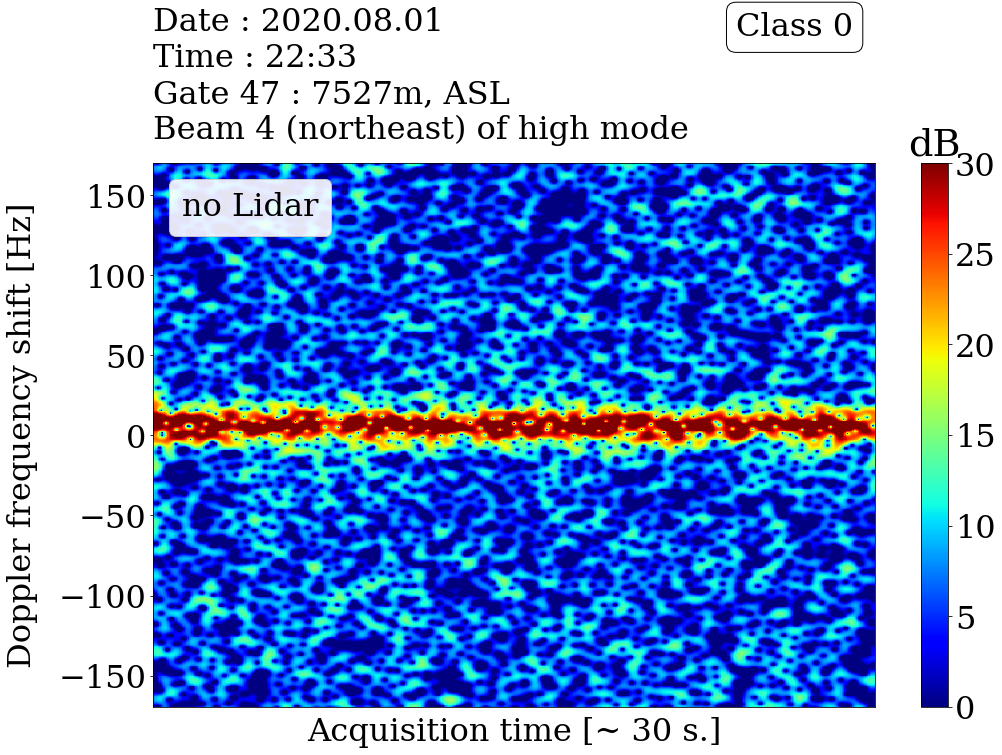 Date : 2020.08.01
Time : 22:33
Gate 47 : 7527m, ASL
Beam 4 (northeast) of high mode
Class 0
no Lidar
Doppler frequency shift [Hz]
150
100
50
0
−50
−100
−150
Acquisition time [~ 30 s.]
dB
30
25
20
15
10
5
0